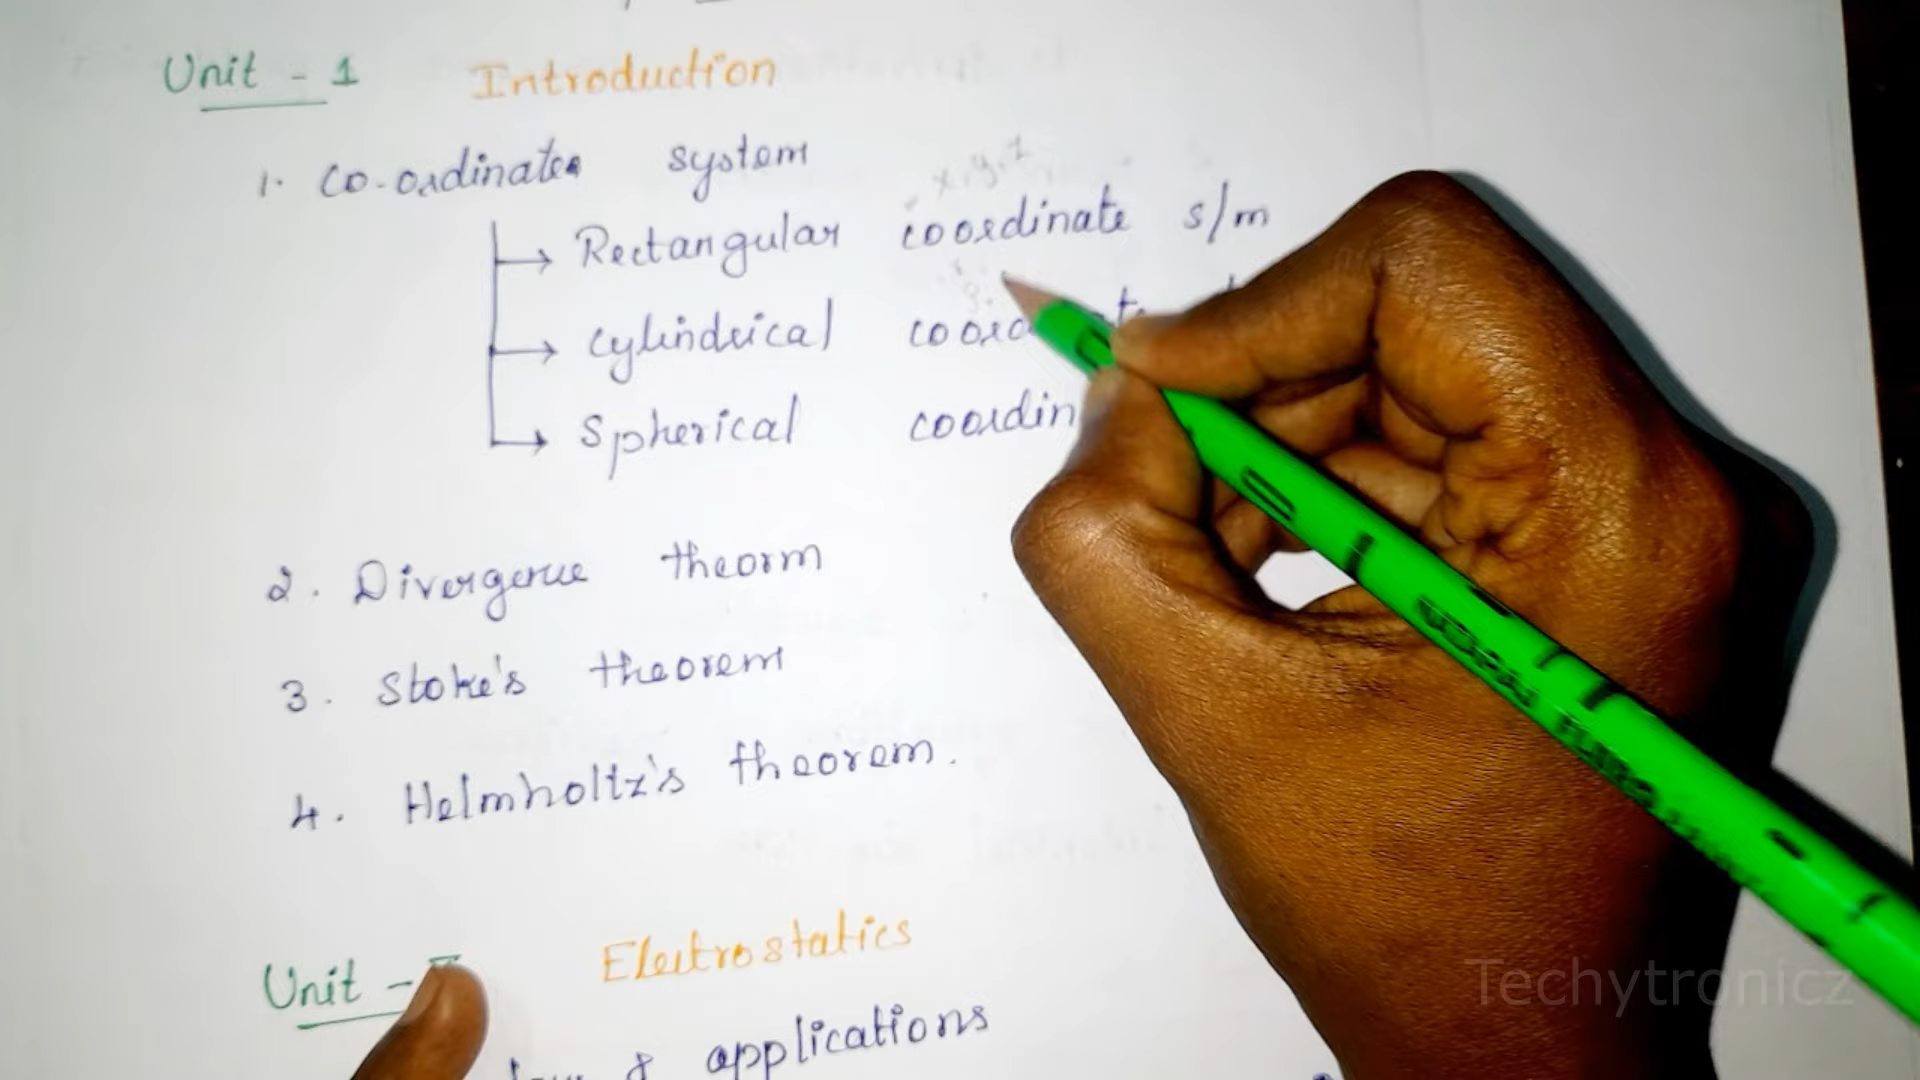 Unit - 1 Introduction
1. Co-ordinates system
x, y, z
Rectangular coordinate s/m
Cylindrical
Spherical
2. Divergence theorm
3. Stoke's theorem
4. Helmholtz's theorem.
Unit - Electrostatics
& applications
Techytronicz